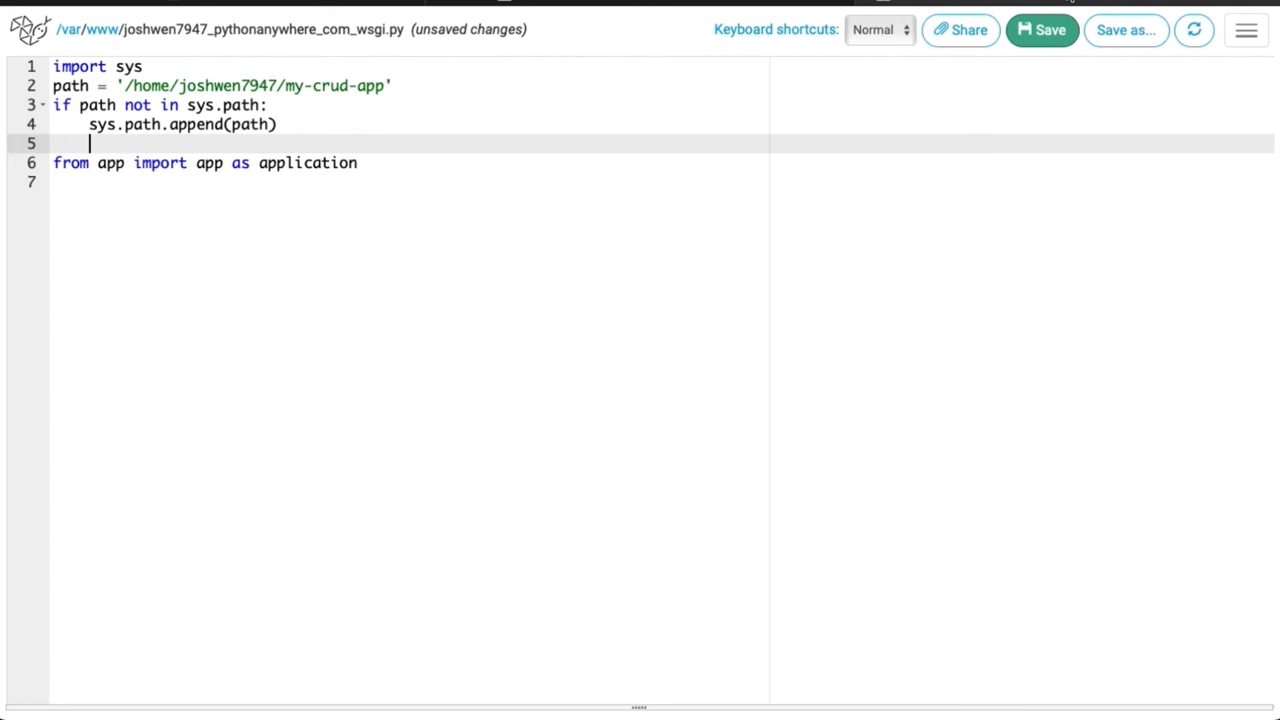 /var/www/joshwen7947_pythonanywhere_com_wsgi.py (unsaved changes) Keyboard shortcuts: Normal Share Save Save as...
1 import sys
2 path = '/home/joshwen7947/my-crud-app'
3 if path not in sys.path:
4 sys.path.append(path)
5
6 from app import app as application
7